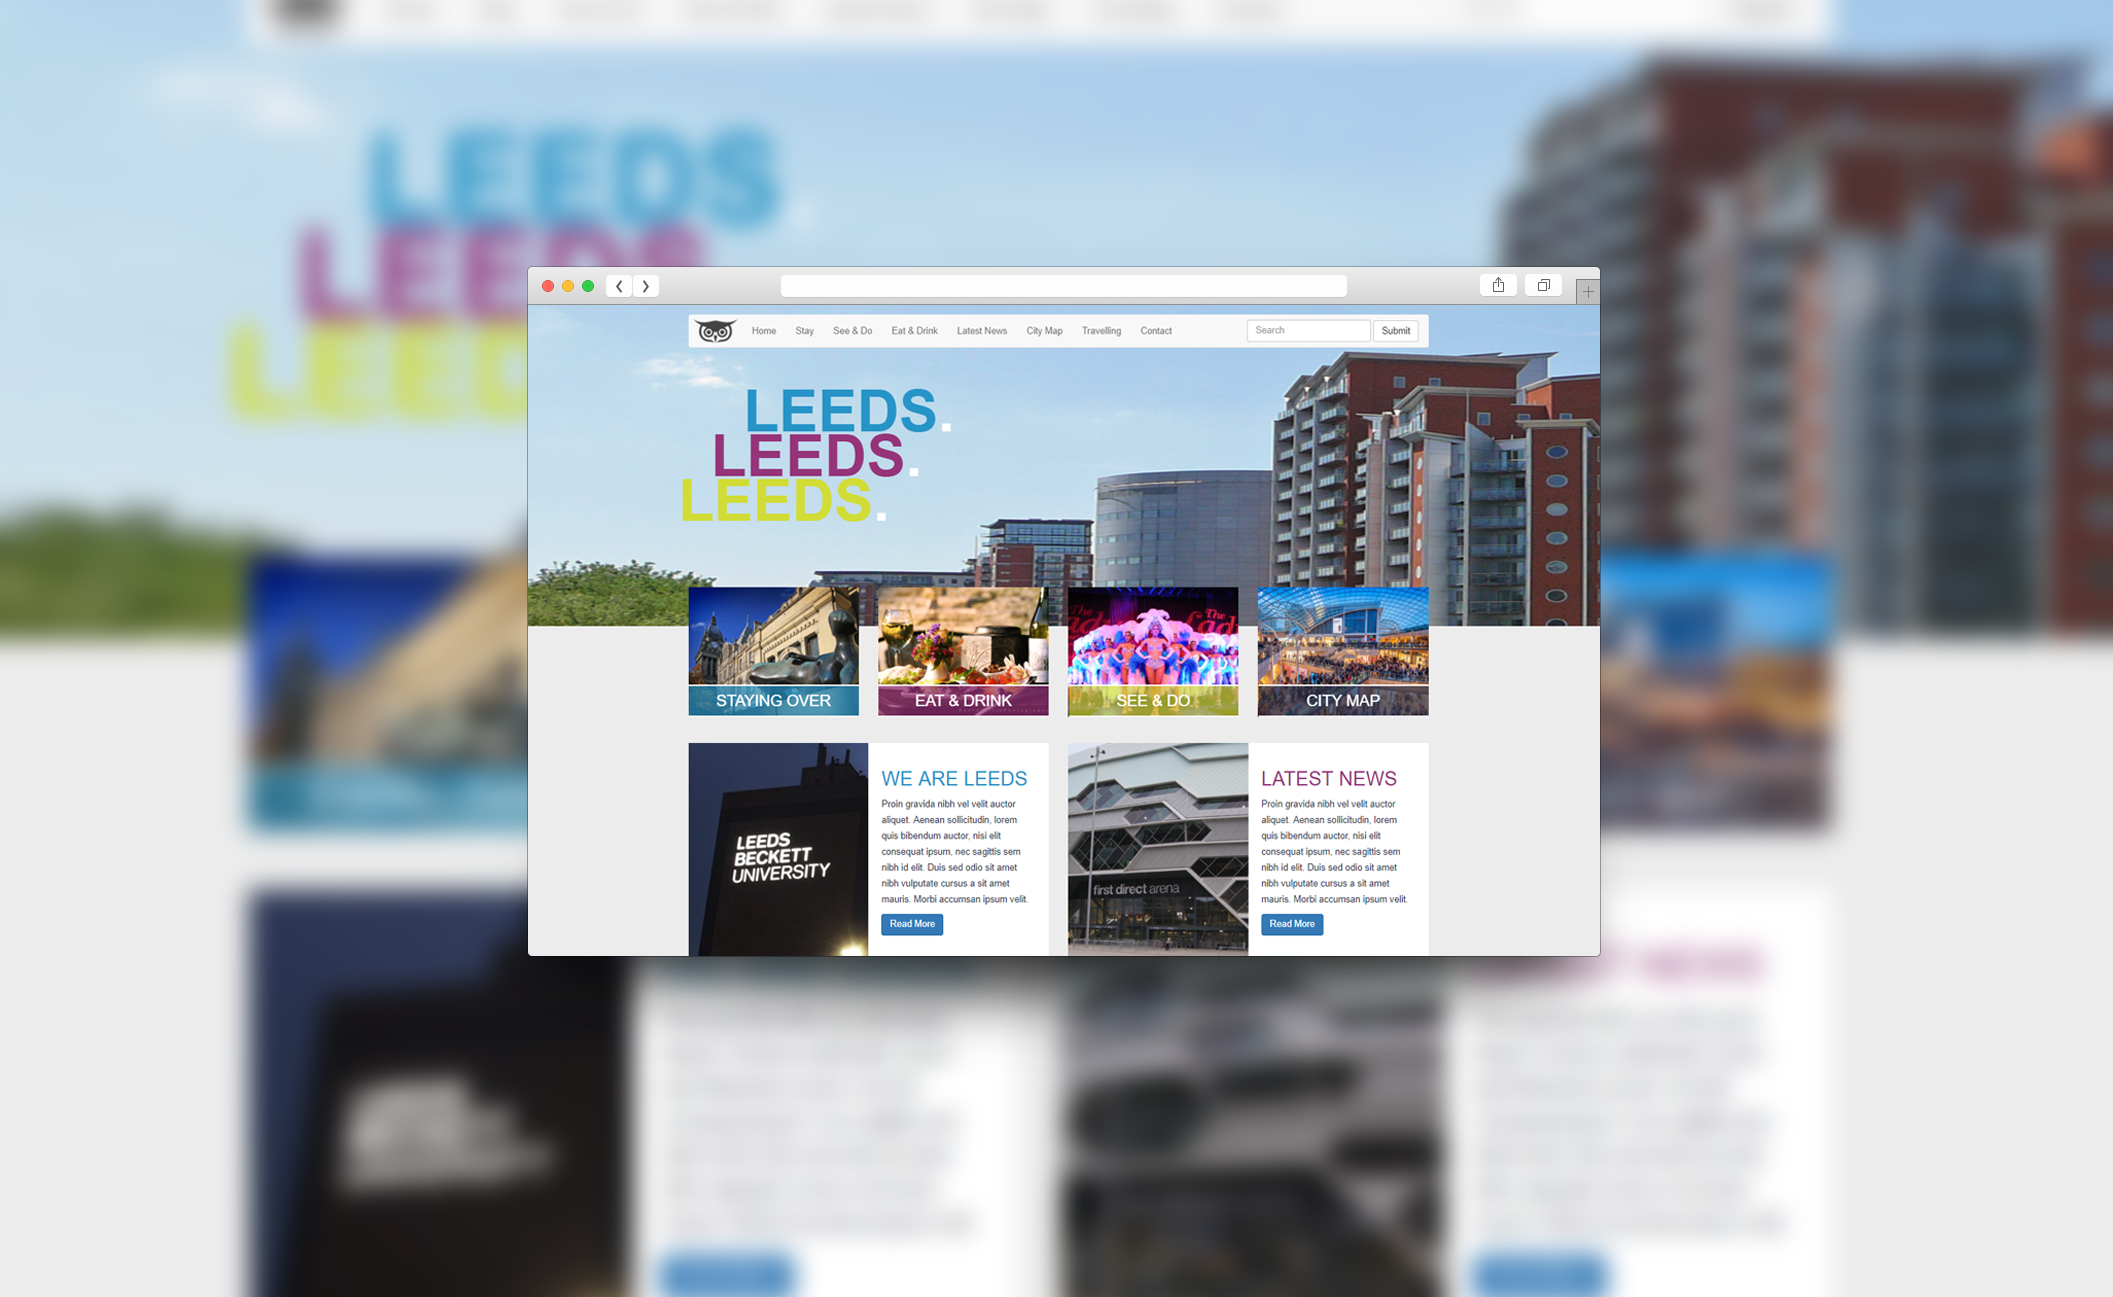 Home Stay See & Do Eat & Drink Latest News City Map Travelling Contact Search Submit
LEEDS.
LEEDS.
LEEDS.
STAYING OVER
EAT & DRINK
The
The
SEE & DO
CITY MAP
LEEDS
BECKETT
UNIVERSITY
WE ARE LEEDS
Proin gravida nibh vel velit auctor
aliquet. Aenean sollicitudin, lorem
quis bibendum auctor, nisi elit
consequat ipsum, nec sagittis sem
nibh id elit. Duis sed odio sit amet
nibh vulputate cursus a sit amet
mauris. Morbi accumsan ipsum velit.
Read More
first direct arena
LATEST NEWS
Proin gravida nibh vel velit auctor
aliquet. Aenean sollicitudin, lorem
quis bibendum auctor, nisi elit
consequat ipsum, nec sagittis sem
nibh id elit. Duis sed odio sit amet
nibh vulputate cursus a sit amet
mauris. Morbi accumsan ipsum velit.
Read More
LEEDS.
LEEDS
LEED